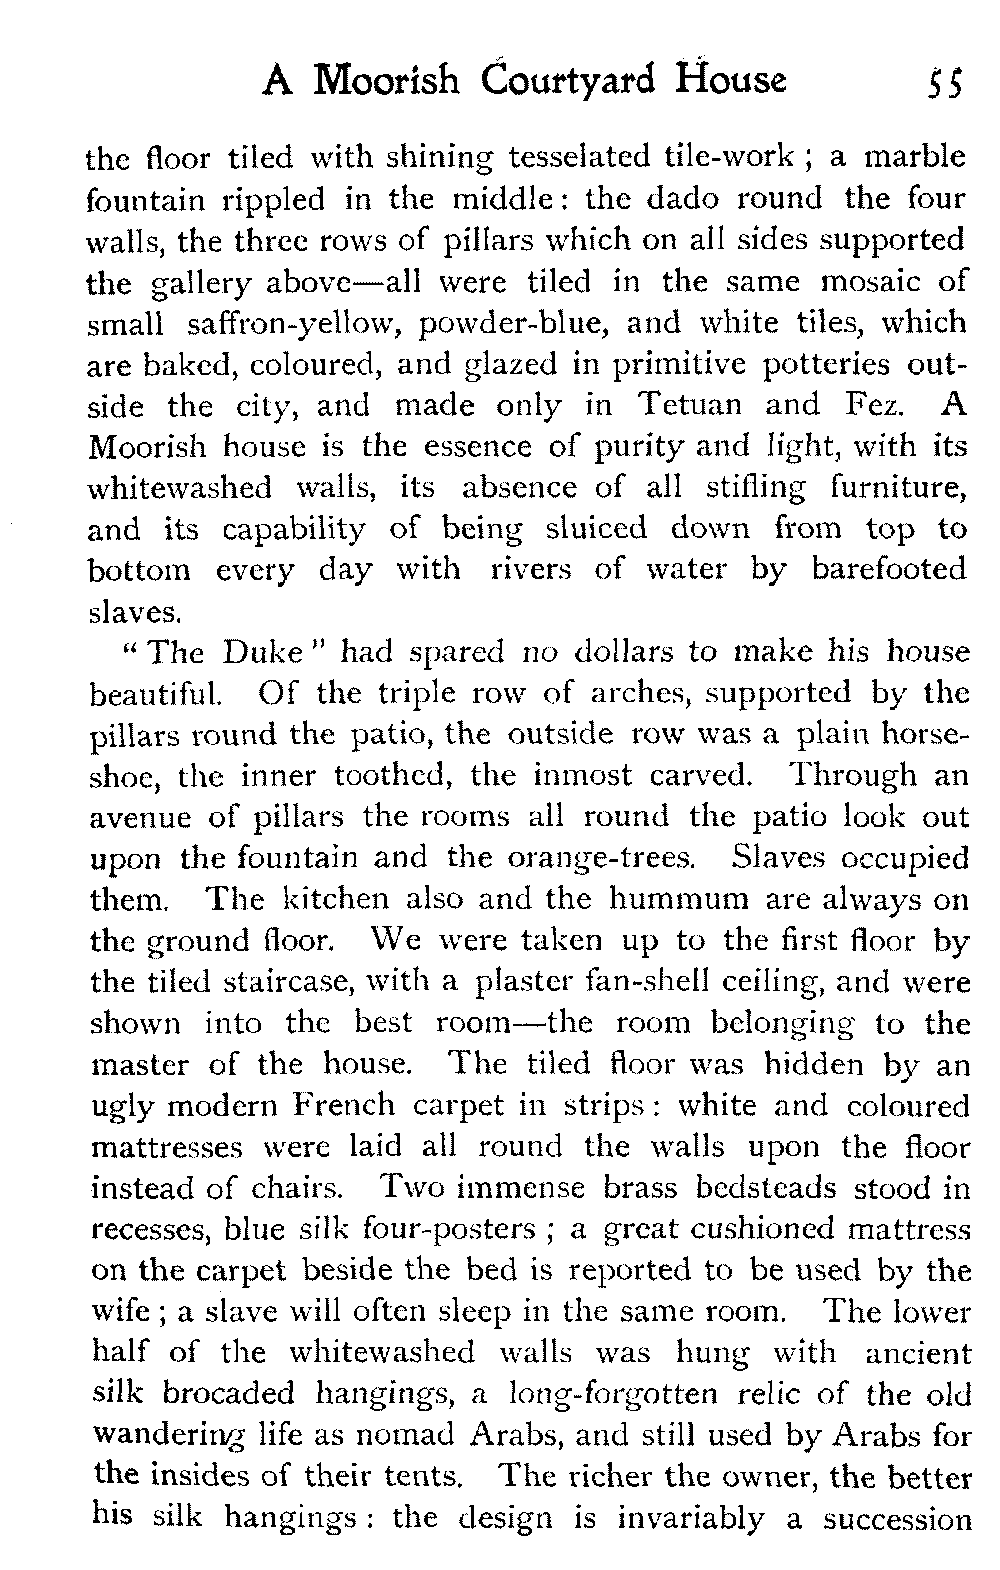 A Moorish Courtyard House 55
the floor tiled with shining tesselated tile-work ; a marble
fountain rippled in the middle : the dado round the four
walls, the three rows of pillars which on all sides supported
the gallery above—all were tiled in the same mosaic of
small saffron-yellow, powder-blue, and white tiles, which
are baked, coloured, and glazed in primitive potteries out-
side the city, and made only in Tetuan and Fez. A
Moorish house is the essence of purity and light, with its
whitewashed walls, its absence of all stifling furniture,
and its capability of being sluiced down from top to
bottom every day with rivers of water by barefooted
slaves.
“ The Duke ” had spared no dollars to make his house
beautiful. Of the triple row of arches, supported by the
pillars round the patio, the outside row was a plain horse-
shoe, the inner toothed, the inmost carved. Through an
avenue of pillars the rooms all round the patio look out
upon the fountain and the orange-trees. Slaves occupied
them. The kitchen also and the hummum are always on
the ground floor. We were taken up to the first floor by
the tiled staircase, with a plaster fan-shell ceiling, and were
shown into the best room—the room belonging to the
master of the house. The tiled floor was hidden by an
ugly modern French carpet in strips : white and coloured
mattresses were laid all round the walls upon the floor
instead of chairs. Two immense brass bedsteads stood in
recesses, blue silk four-posters ; a great cushioned mattress
on the carpet beside the bed is reported to be used by the
wife ; a slave will often sleep in the same room. The lower
half of the whitewashed walls was hung with ancient
silk brocaded hangings, a long-forgotten relic of the old
wandering life as nomad Arabs, and still used by Arabs for
the insides of their tents. The richer the owner, the better
his silk hangings : the design is invariably a succession